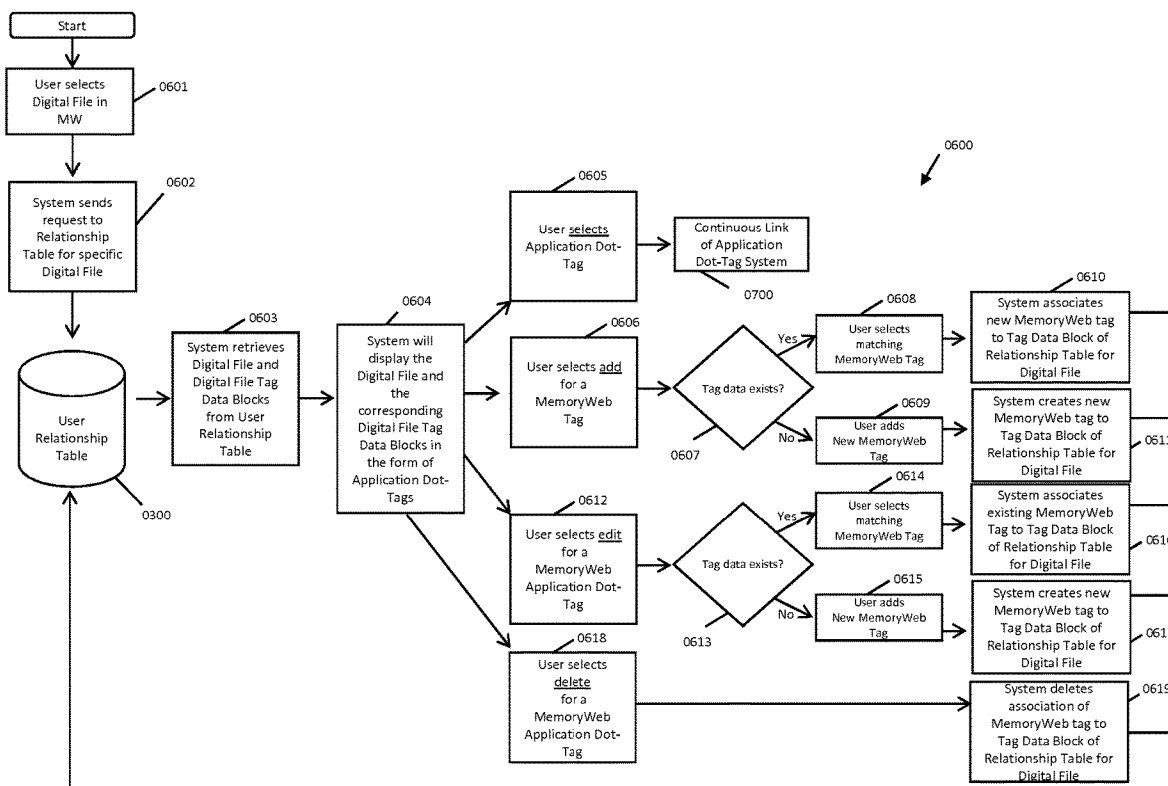 Start
User selects
Digital File in
MW
0601
System sends
request to
Relationship
Table for specific
Digital File
0602
User
Relationship
Table
0300
0603
System retrieves
Digital File and
Digital File Tag
Data Blocks
from User
Relationship
Table
0604
System will
display the
Digital File and
the
corresponding
Digital File Tag
Data Blocks in
the form of
Application Dot-
Tags
0600
0605
User selects
Application Dot-
Tag
Continuous Link
of Application
Dot-Tag System
0700
0606
User selects add
for a
MemoryWeb
Tag
Tag data exists?
0607
Yes
No
0608
User selects
matching
MemoryWeb Tag
0609
User adds
New MemoryWeb
Tag
0610
System associates
new MemoryWeb tag
to Tag Data Block of
Relationship Table for
Digital File
System creates new
MemoryWeb tag to
Tag Data Block of
Relationship Table for
Digital File
0612
User selects edit
for a
MemoryWeb
Application Dot-
Tag
Tag data exists?
0613
Yes
No
0614
User selects
matching
MemoryWeb Tag
0615
User adds
New MemoryWeb
Tag
System associates
existing MemoryWeb
Tag to Tag Data Block
of Relationship Table
for Digital File
System creates new
MemoryWeb tag to
Tag Data Block of
Relationship Table for
Digital File
0618
User selects
delete
for a
MemoryWeb
Application Dot-
Tag
System deletes
association of
MemoryWeb tag to
Tag Data Block of
Relationship Table for
Digital File
0619